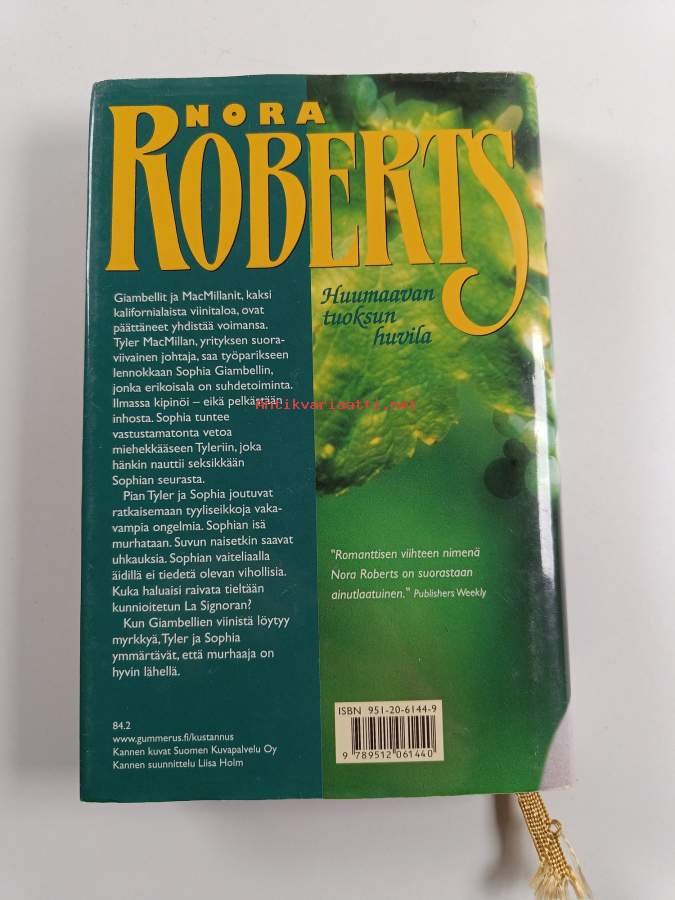 NORA
ROBERTS
Huumaavan
tuoksun
huvila
Giambellit ja MacMillanit, kaksi
kalifornialaista viinitaloa, ovat
päättäneet yhdistää voimansa.
Tyler MacMillan, yrityksen suora-
viivainen johtaja, saa työparikseen
lennokkaan Sophia Giambellin,
jonka erikoisala on suhdetoiminta.
Ilmassa kipinöi – eikä pelkästään
inhosta. Sophia tuntee
vastustamatonta vetoa
miehekkääseen Tyleriin, joka
hänkin nauttii seksikkään
Sophian seurasta.
Pian Tyler ja Sophia joutuvat
ratkaisemaan tyyliseikkoja vaka-
vampia ongelmia. Sophian isä
murhataan. Suvun naisetkin saavat
uhkauksia. Sophian vaiteliaalla
äidillä ei tiedetä olevan vihollisia.
Kuka haluaisi raivata tieltään
kunnioitetun La Signoran?
Kun Giambellien viinistä löytyy
myrkkyä, Tyler ja Sophia
ymmärtävät, että murhaaja on
hyvin lähellä.
Antikvariaatti.net
"Romanttisen viihteen nimenä
Nora Roberts on suorastaan
ainutlaatuinen." Publishers Weekly
84.2
www.gummerus.fi/kustannus
Kannen kuvat Suomen Kuvapalvelu Oy
Kannen suunnittelu Liisa Holm
ISBN 951-20-6144-9
9 789512 061440